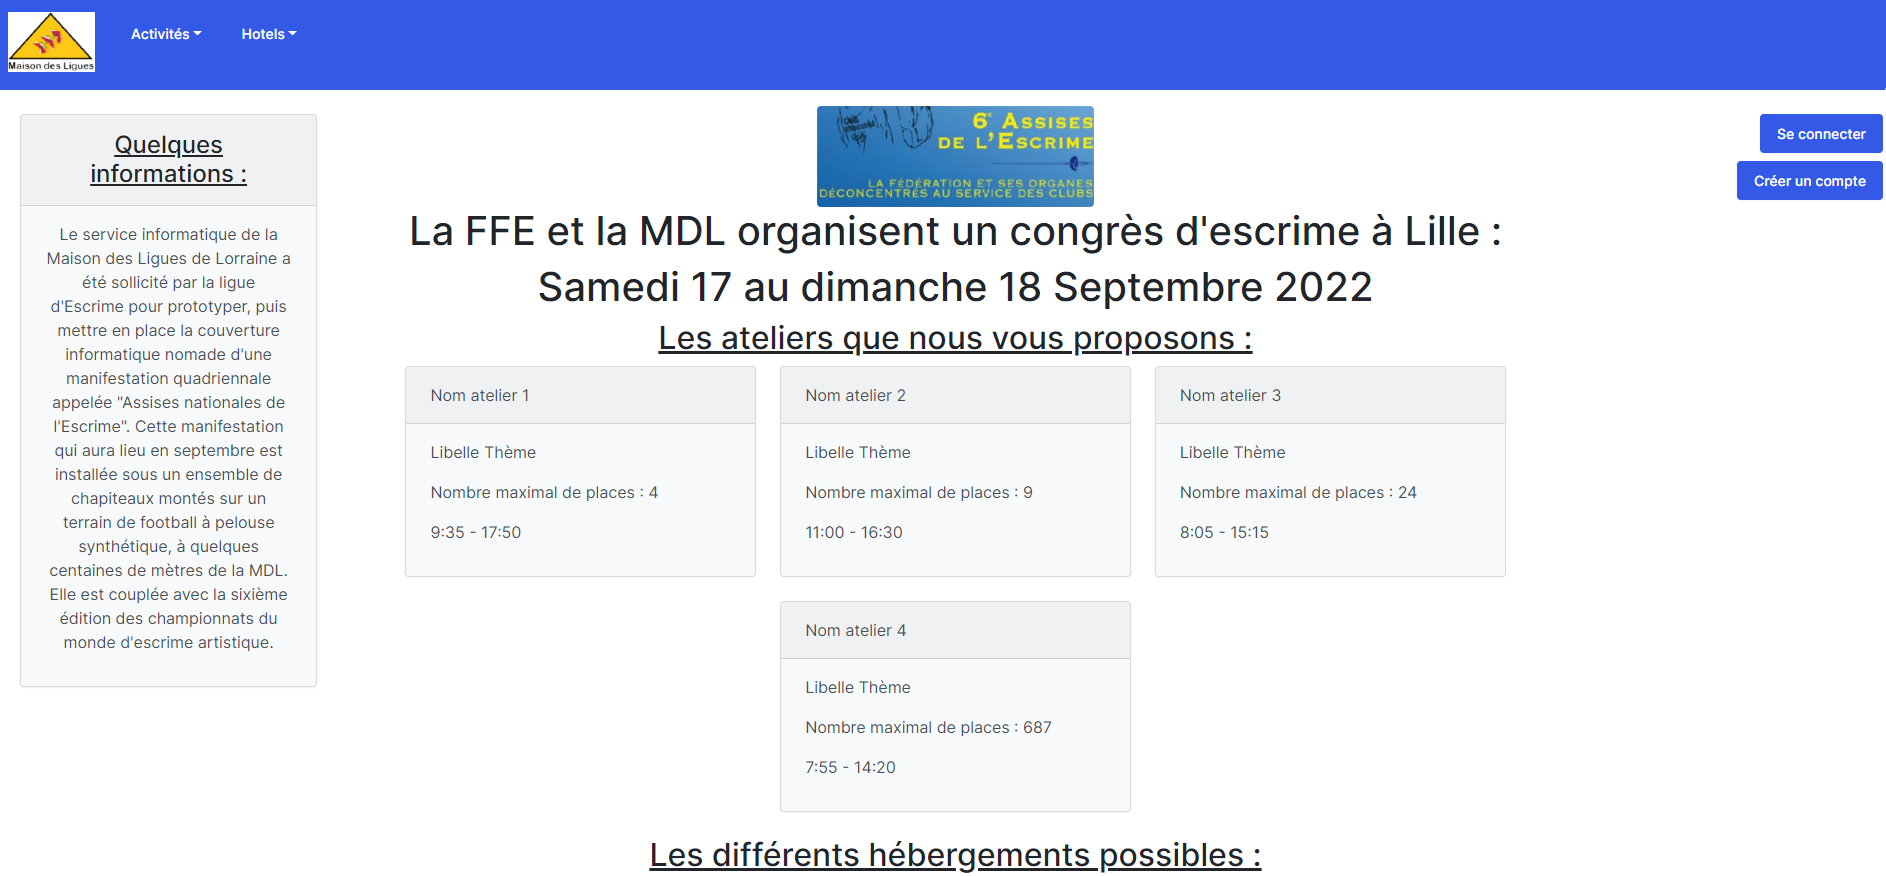 Maison des Ligues
Activités
Hotels
Se connecter
Créer un compte
Quelques
informations :
Le service informatique de la
Maison des Ligues de Lorraine a
été sollicité par la ligue
d'Escrime pour prototyper, puis
mettre en place la couverture
informatique nomade d'une
manifestation quadriennale
appelée "Assises nationales de
l'Escrime". Cette manifestation
qui aura lieu en septembre est
installée sous un ensemble de
chapiteaux montés sur un
terrain de football à pelouse
synthétique, à quelques
centaines de mètres de la MDL.
Elle est couplée avec la sixième
édition des championnats du
monde d'escrime artistique.
6e ASSISES
DE L'ESCRIME
LA FÉDÉRATION ET SES ORGANES
DÉCONCENTRÉS AU SERVICE DES CLUBS
La FFE et la MDL organisent un congrès d'escrime à Lille :
Samedi 17 au dimanche 18 Septembre 2022
Les ateliers que nous vous proposons :
Nom atelier 1
Libelle Thème
Nombre maximal de places : 4
9:35 - 17:50
Nom atelier 2
Libelle Thème
Nombre maximal de places : 9
11:00 - 16:30
Nom atelier 3
Libelle Thème
Nombre maximal de places : 24
8:05 - 15:15
Nom atelier 4
Libelle Thème
Nombre maximal de places : 687
7:55 - 14:20
Les différents hébergements possibles :